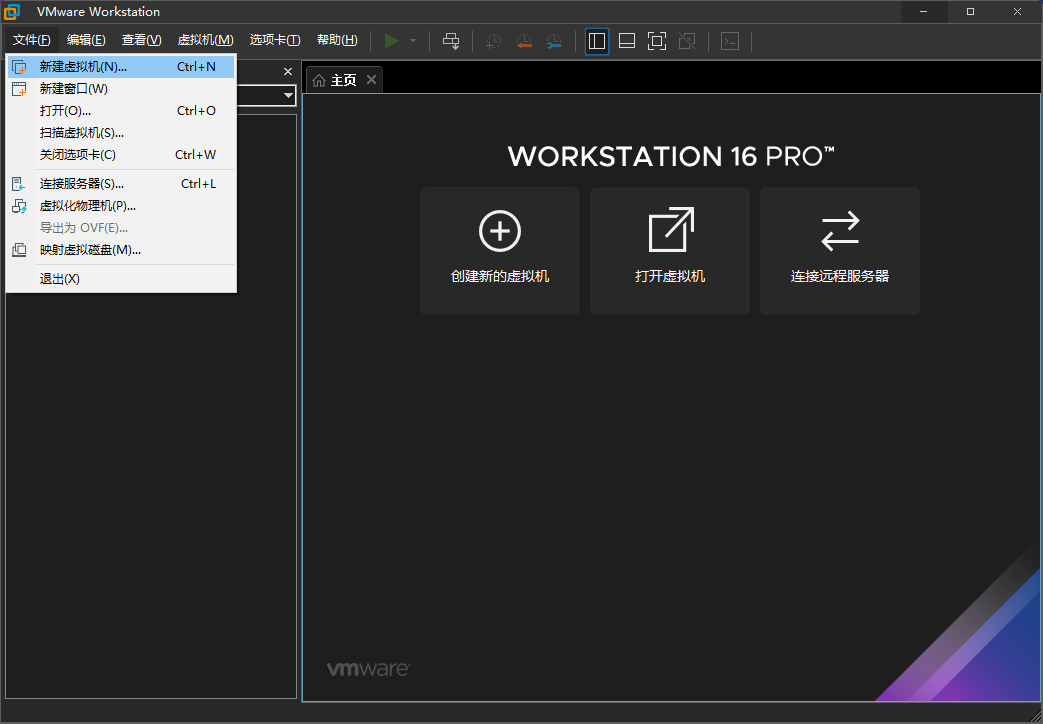 VMware Workstation
文件(F) 编辑(E) 查看(V) 虚拟机(M) 选项卡(T) 帮助(H)
新建虚拟机(N)... Ctrl+N
新建窗口(W)
打开(O)... Ctrl+O
扫描虚拟机(S)...
关闭选项卡(C) Ctrl+W
连接服务器(S)... Ctrl+L
虚拟化物理机(P)...
导出为 OVF(E)...
映射虚拟磁盘(M)...
退出(X)
主页
WORKSTATION 16 PRO™
创建新的虚拟机
打开虚拟机
连接远程服务器
vmware®